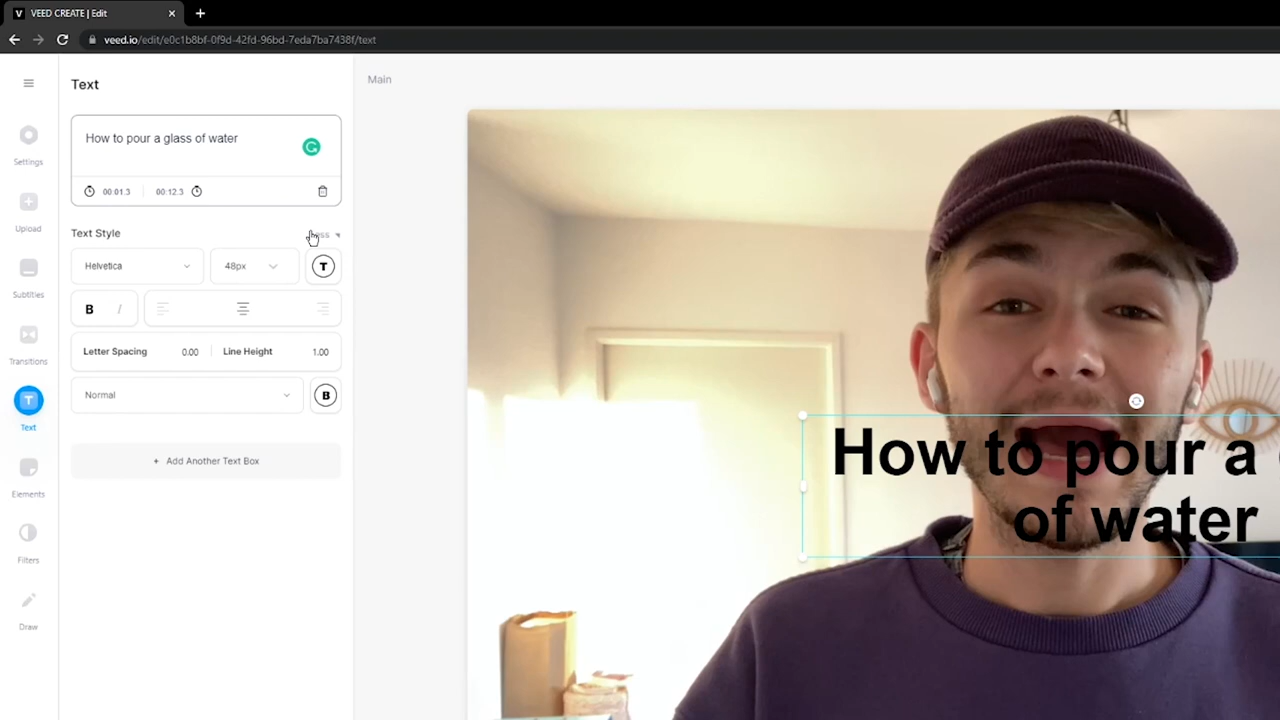 VEED CREATE | Edit
veed.io/edit/e0c1b8bf-0f9d-42fd-96bd-7eda7ba7438f/text
Text
Main
How to pour a glass of water
00:01.3
00:12.3
Settings
Upload
Subtitles
Transitions
Text
Elements
Filters
Draw
Text Style
Helvetica
48px
T
B I
Letter Spacing 0.00 Line Height 1.00
Normal
B
+ Add Another Text Box
How to pour a
of water